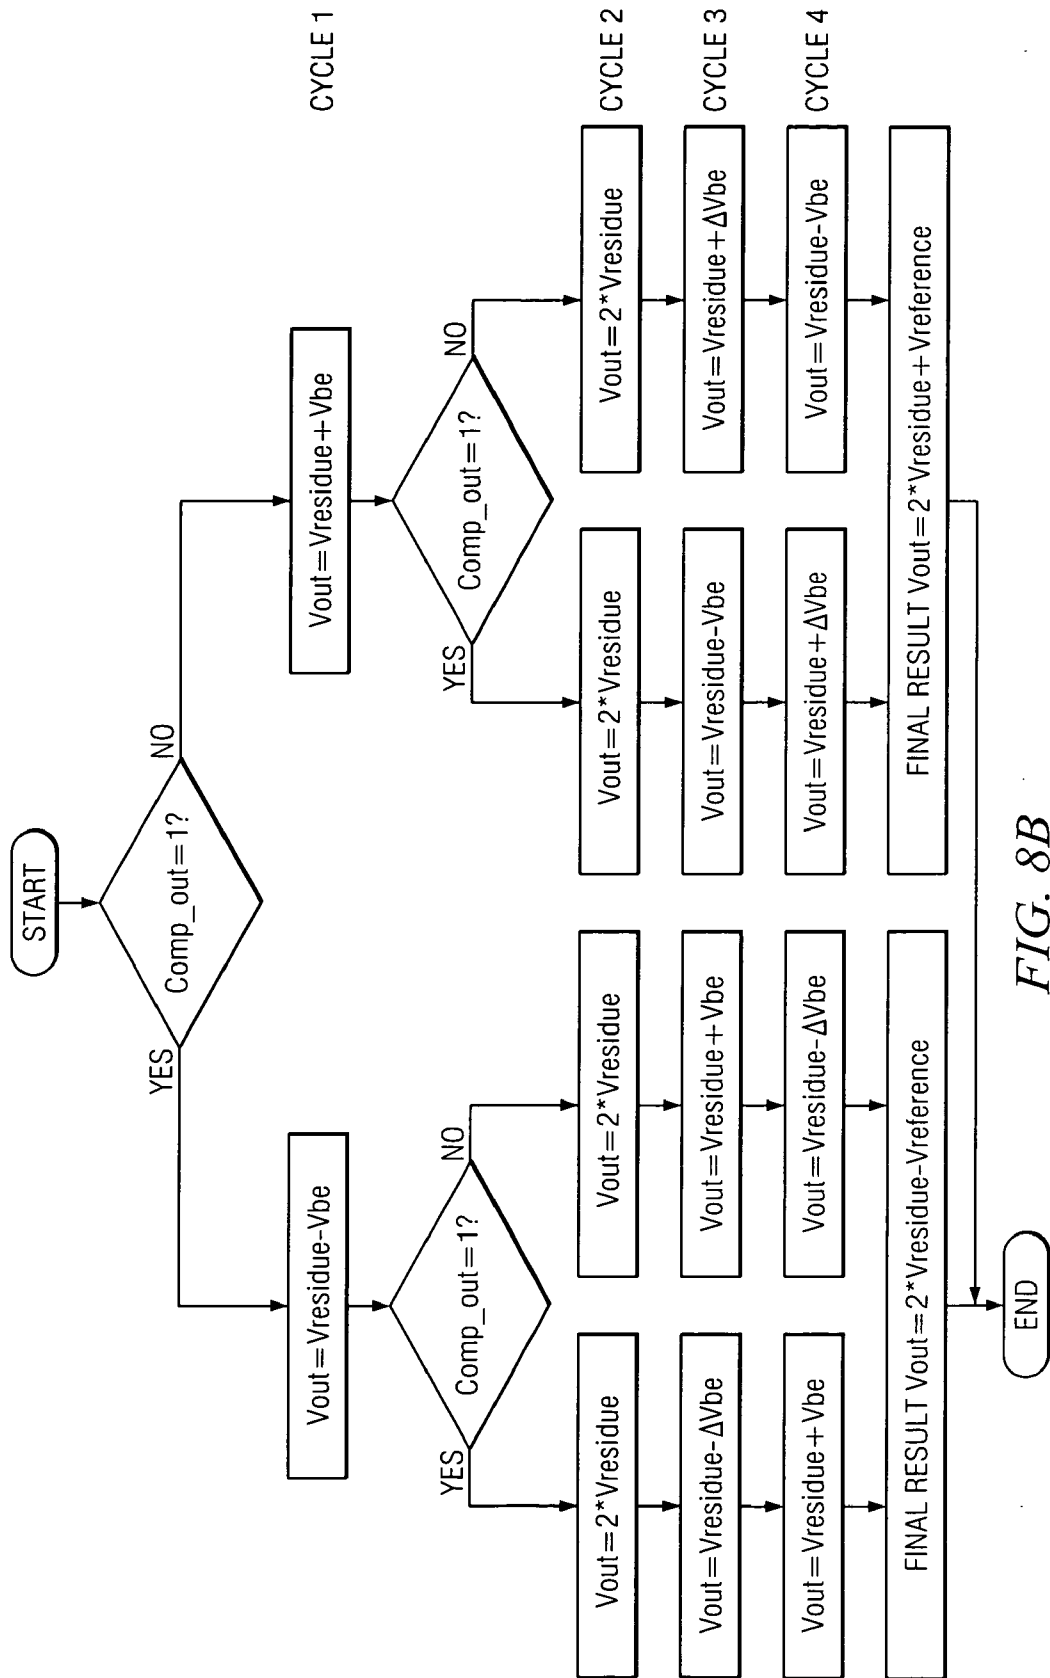 START
Comp_out=1?
YES
NO
Vout=Vresidue-Vbe
Vout=Vresidue+Vbe
CYCLE 1
Comp_out=1?
YES
NO
Comp_out=1?
YES
NO
Vout=2*Vresidue
Vout=2*Vresidue
Vout=2*Vresidue
Vout=2*Vresidue
CYCLE 2
Vout=Vresidue-ΔVbe
Vout=Vresidue+Vbe
Vout=Vresidue-Vbe
Vout=Vresidue+ΔVbe
CYCLE 3
Vout=Vresidue+Vbe
Vout=Vresidue-ΔVbe
Vout=Vresidue+ΔVbe
Vout=Vresidue-Vbe
CYCLE 4
FINAL RESULT Vout=2*Vresidue-Vreference
FINAL RESULT Vout=2*Vresidue+Vreference
END
FIG. 8B